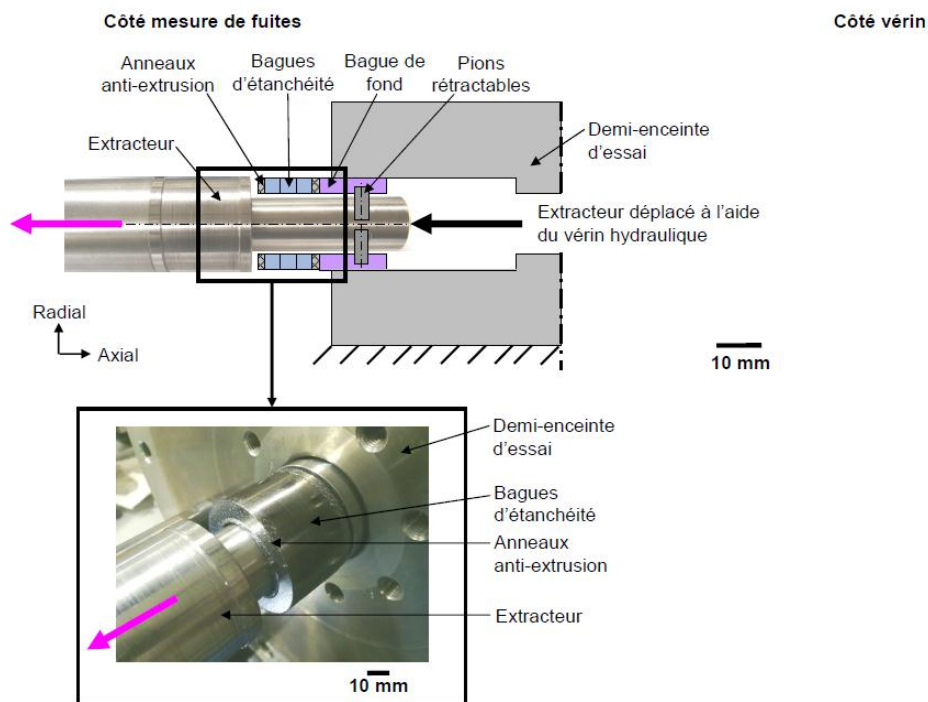 Côté mesure de fuites
Côté vérin
Anneaux
anti-extrusion
Bagues
d'étanchéité
Bague de
fond
Pions
rétractables
Extracteur
Demi-enceinte
d'essai
Extracteur déplacé à l'aide
du vérin hydraulique
Radial
Axial
10 mm
Demi-enceinte
d'essai
Bagues
d'étanchéité
Anneaux
anti-extrusion
Extracteur
10 mm